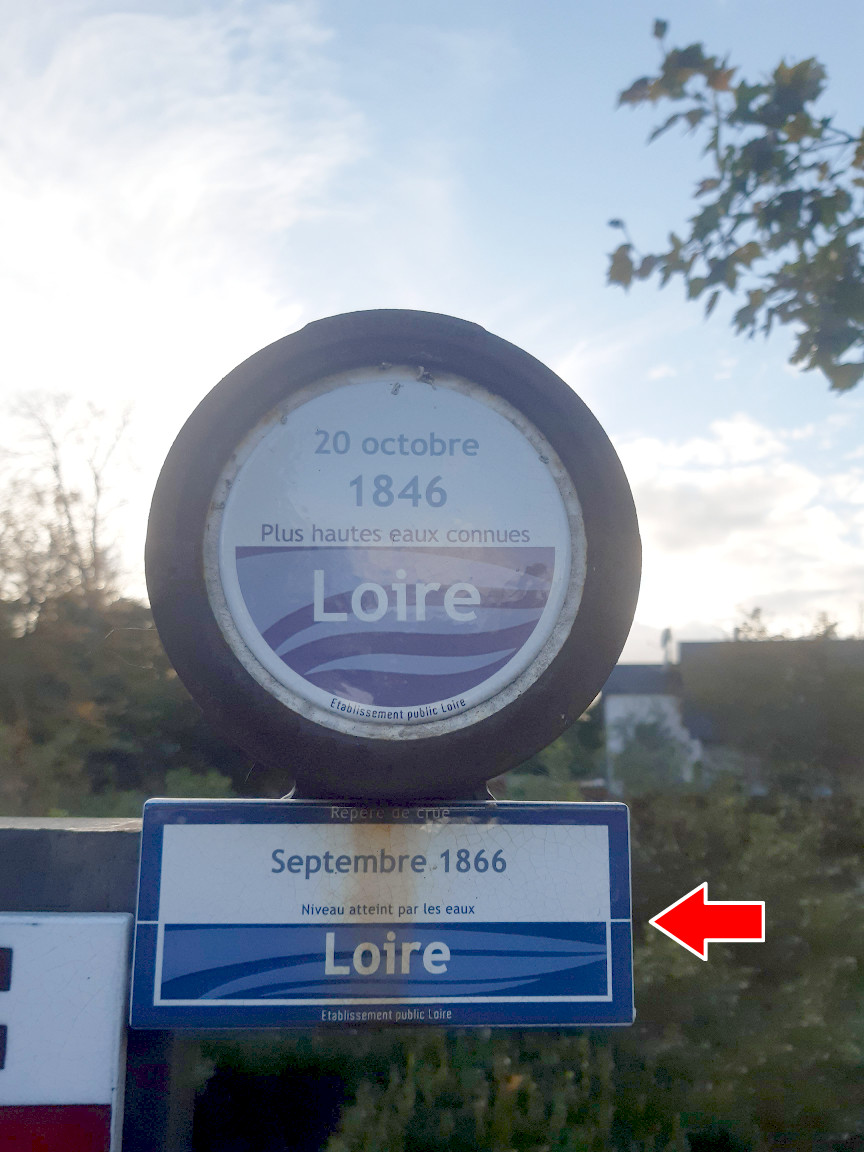 20 octobre
1846
Plus hautes eaux connues
Loire
Etablissement public Loire
Repère de crue
Septembre 1866
Niveau atteint par les eaux
Loire
Etablissement public Loire